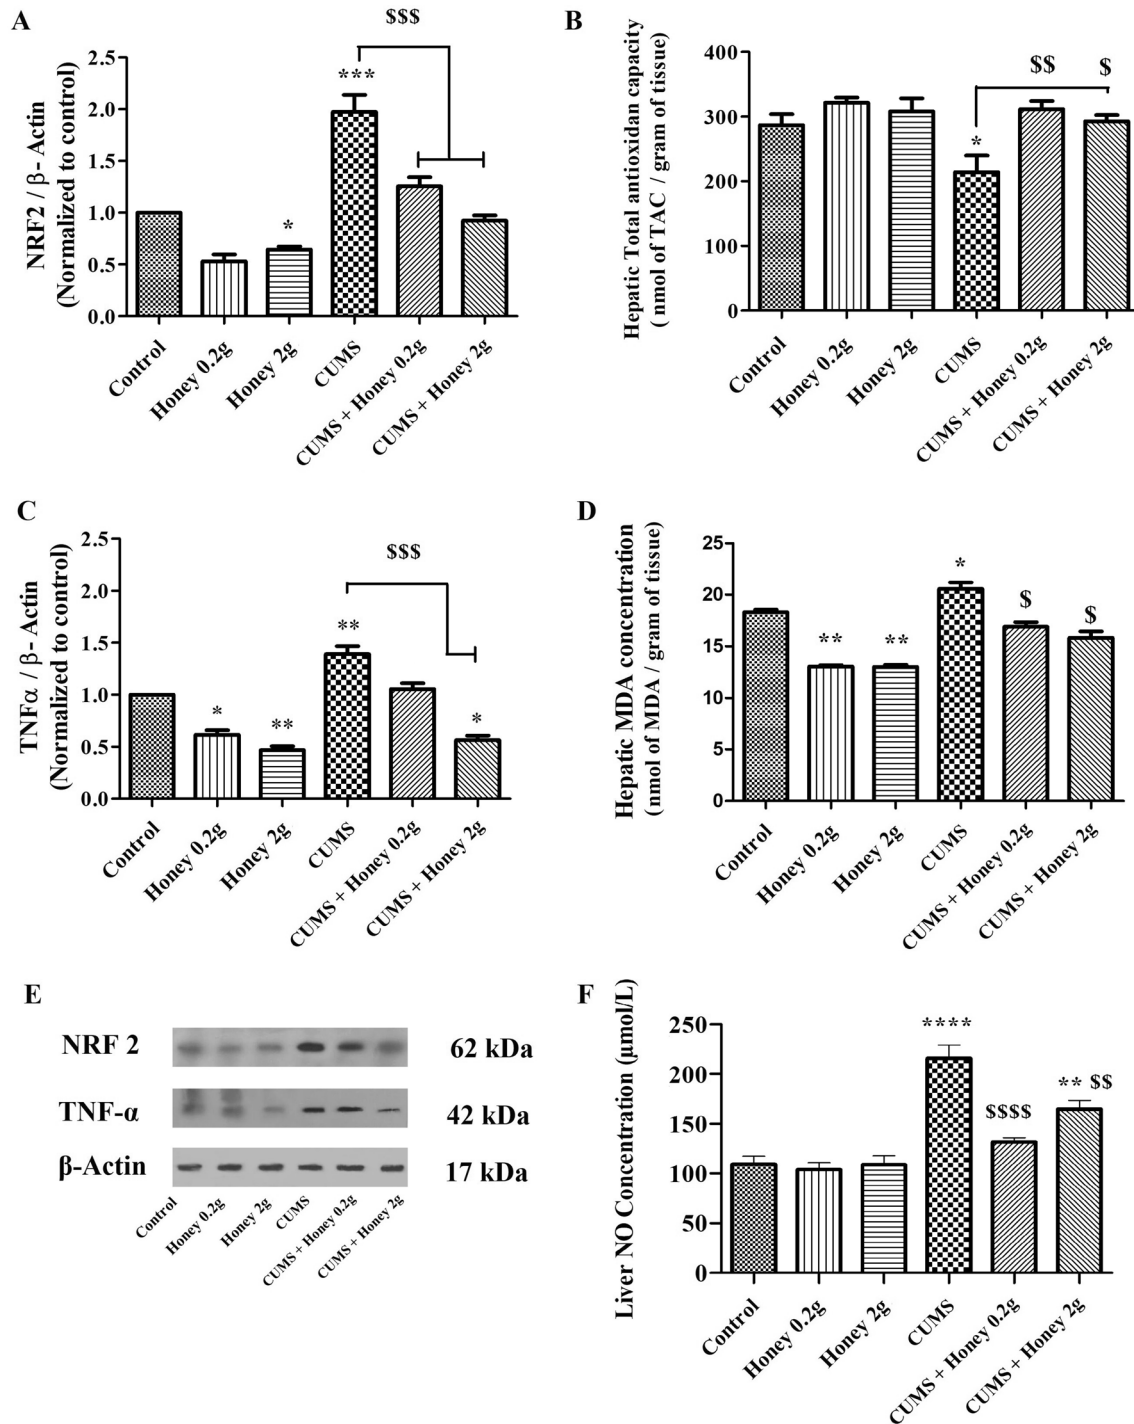 A
$$$
NRF2 / β- Actin
(Normalized to control)
2.5
2.0
1.5
1.0
0.5
0.0
***
*
Control
Honey 0.2g
Honey 2g
CUMS
CUMS + Honey 0.2g
CUMS + Honey 2g
B
Hepatic Total antioxidan capacity
( nmol of TAC / gram of tissue)
400
300
200
100
0
*
$$
$
Control
Honey 0.2g
Honey 2g
CUMS
CUMS + Honey 0.2g
CUMS + Honey 2g
C
TNFα / β- Actin
(Normalized to control)
2.5
2.0
1.5
1.0
0.5
0.0
$$$
*
**
**
*
Control
Honey 0.2g
Honey 2g
CUMS
CUMS + Honey 0.2g
CUMS + Honey 2g
D
Hepatic MDA concentration
(nmol of MDA / gram of tissue)
25
20
15
10
5
0
**
**
*
$
$
Control
Honey 0.2g
Honey 2g
CUMS
CUMS + Honey 0.2g
CUMS + Honey 2g
E
NRF 2
62 kDa
TNF-α
42 kDa
β-Actin
17 kDa
Control
Honey 0.2g
Honey 2g
CUMS
CUMS + Honey 0.2g
CUMS + Honey 2g
F
Liver NO Concentration (μmol/L)
250
200
150
100
50
0
****
$$$$
** $$
Control
Honey 0.2g
Honey 2g
CUMS
CUMS + Honey 0.2g
CUMS + Honey 2g